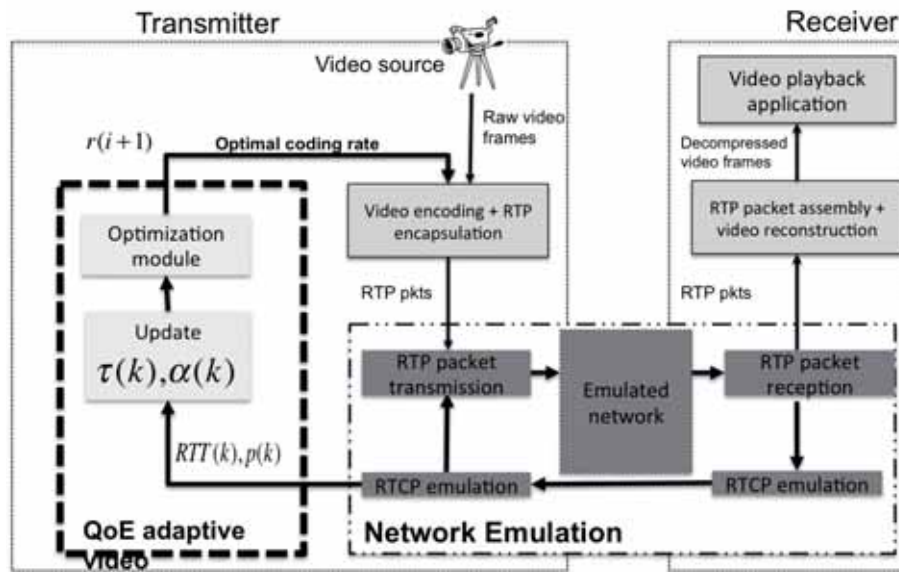 Transmitter
Receiver
Video source
Raw video
frames
r(i+1)
Optimal coding rate
Video encoding + RTP
encapsulation
RTP pkts
Optimization
module
Update
τ(k),α(k)
RTT(k),p(k)
QoE adaptive
video
RTP packet
transmission
Emulated
network
RTP packet
reception
RTCP emulation
RTCP emulation
Network Emulation
Video playback
application
Decompressed
video frames
RTP packet assembly +
video reconstruction
RTP pkts